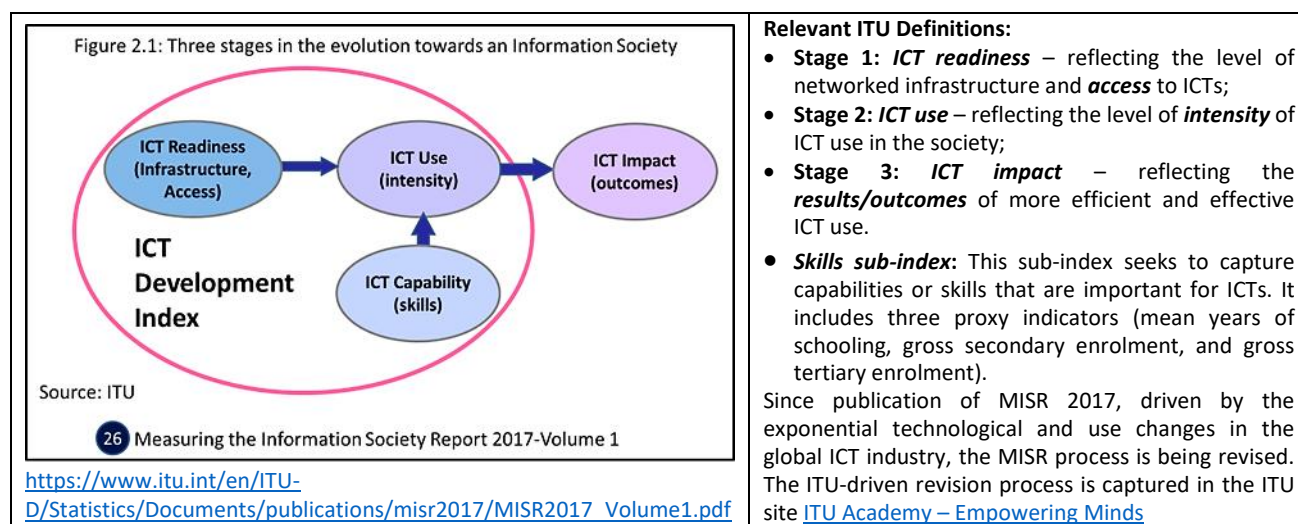 Figure 2.1: Three stages in the evolution towards an Information Society
ICT Readiness
(Infrastructure,
Access)
ICT Use
(intensity)
ICT Impact
(outcomes)
ICT
Development
Index
ICT Capability
(skills)
Source: ITU
26 Measuring the Information Society Report 2017-Volume 1
https://www.itu.int/en/ITU-
D/Statistics/Documents/publications/misr2017/MISR2017_Volume1.pdf
Relevant ITU Definitions:
• Stage 1: ICT readiness – reflecting the level of
networked infrastructure and access to ICTs;
• Stage 2: ICT use – reflecting the level of intensity of
ICT use in the society;
• Stage 3: ICT impact – reflecting the
results/outcomes of more efficient and effective
ICT use.
• Skills sub-index: This sub-index seeks to capture
capabilities or skills that are important for ICTs. It
includes three proxy indicators (mean years of
schooling, gross secondary enrolment, and gross
tertiary enrolment).
Since publication of MISR 2017, driven by the
exponential technological and use changes in the
global ICT industry, the MISR process is being revised.
The ITU-driven revision process is captured in the ITU
site ITU Academy – Empowering Minds